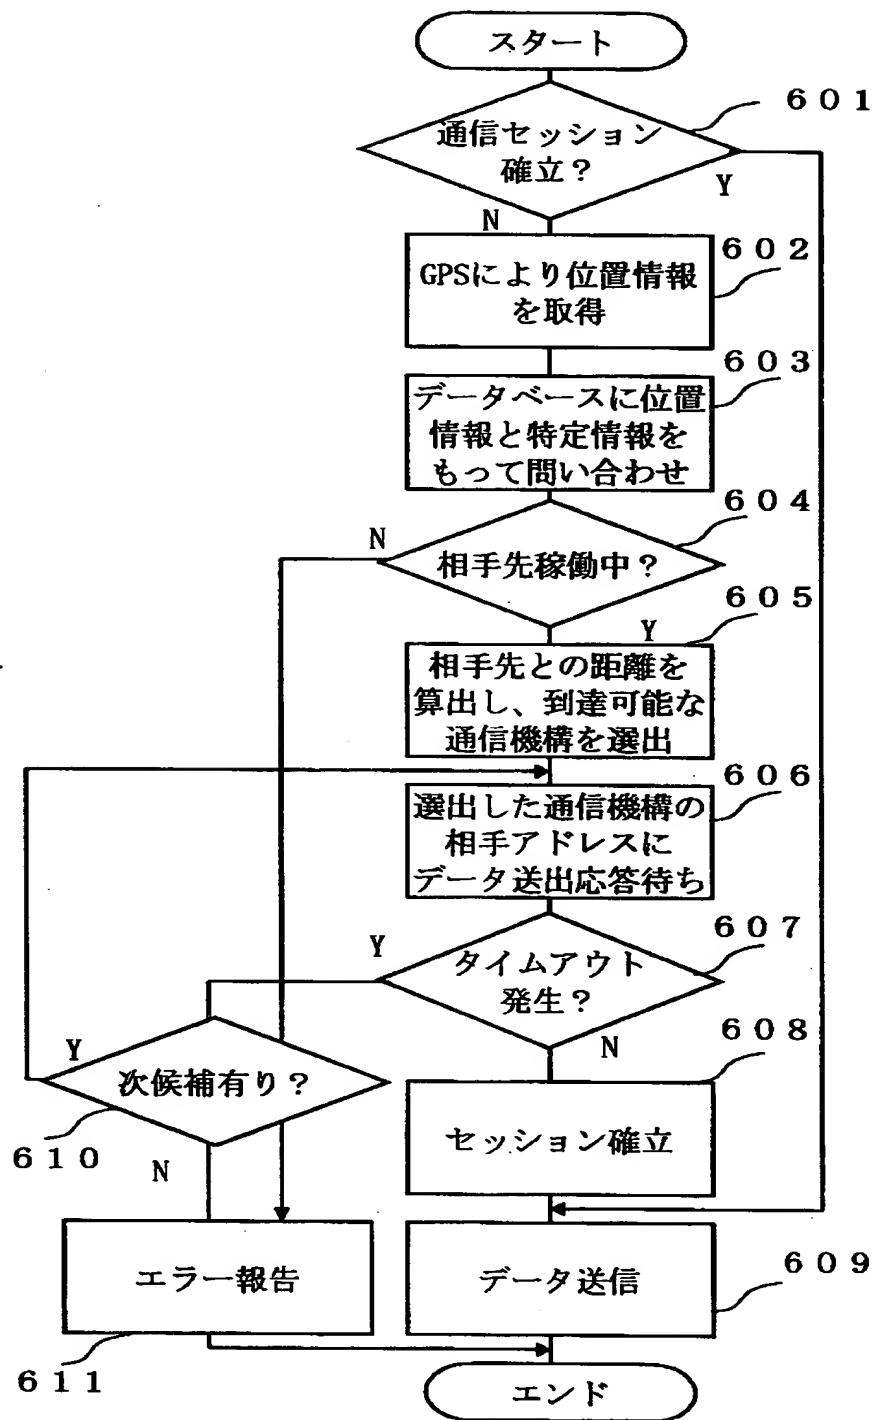 スタート
601
通信セッション
確立？
Y
N
602
GPSにより位置情報
を取得
603
データベースに位置
情報と特定情報を
もって問い合わせ
604
N
相手先稼働中？
605
Y
相手先との距離を
算出し、到達可能な
通信機構を選出
606
選出した通信機構の
相手アドレスに
データ送出応答待ち
607
Y
タイムアウト
発生？
608
N
Y
次候補有り？
610
N
セッション確立
エラー報告
データ送信
609
611
エンド